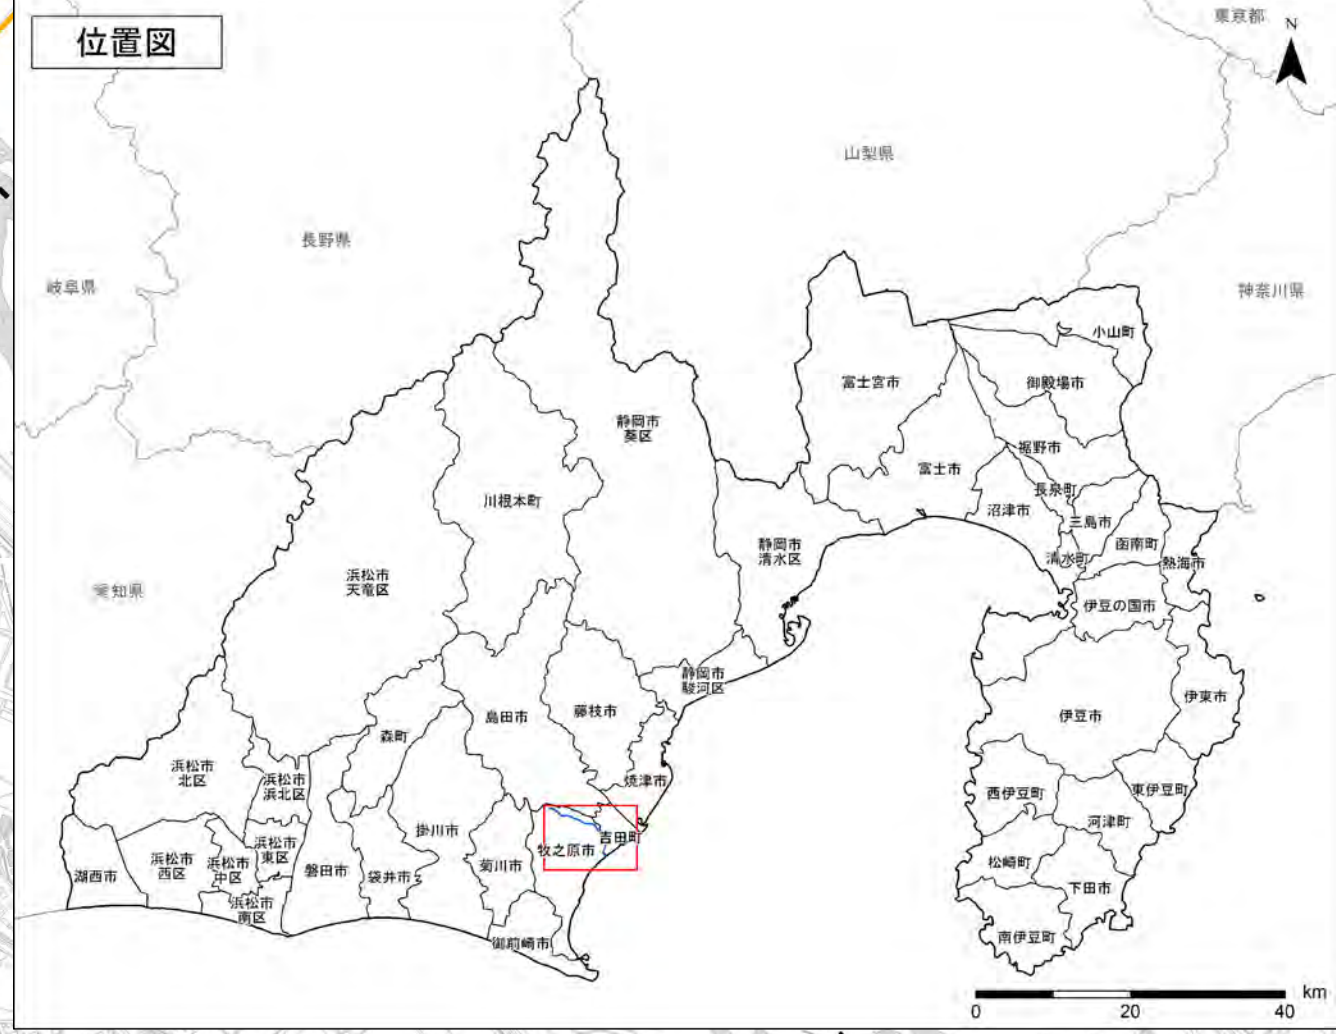 位置図
東京都
N
山梨県
長野県
岐阜県
神奈川県
小山町
富士宮市
御殿場市
静岡市
葵区
裾野市
富士市
長泉町
川根本町
沼津市
三島市
函南町
静岡市
清水区
清水町
熱海市
浜松市
天竜区
愛知県
伊豆の国市
静岡市
駿河区
伊東市
島田市
藤枝市
伊豆市
森町
浜松市
北区
浜松市
浜北区
焼津市
西伊豆町
東伊豆町
河津町
掛川市
吉田町
牧之原市
浜松市
東区
浜松市
西区
浜松市
中区
磐田市
袋井市
菊川市
湖西市
松崎町
下田市
浜松市
南区
御前崎市
南伊豆町
km
0
20
40